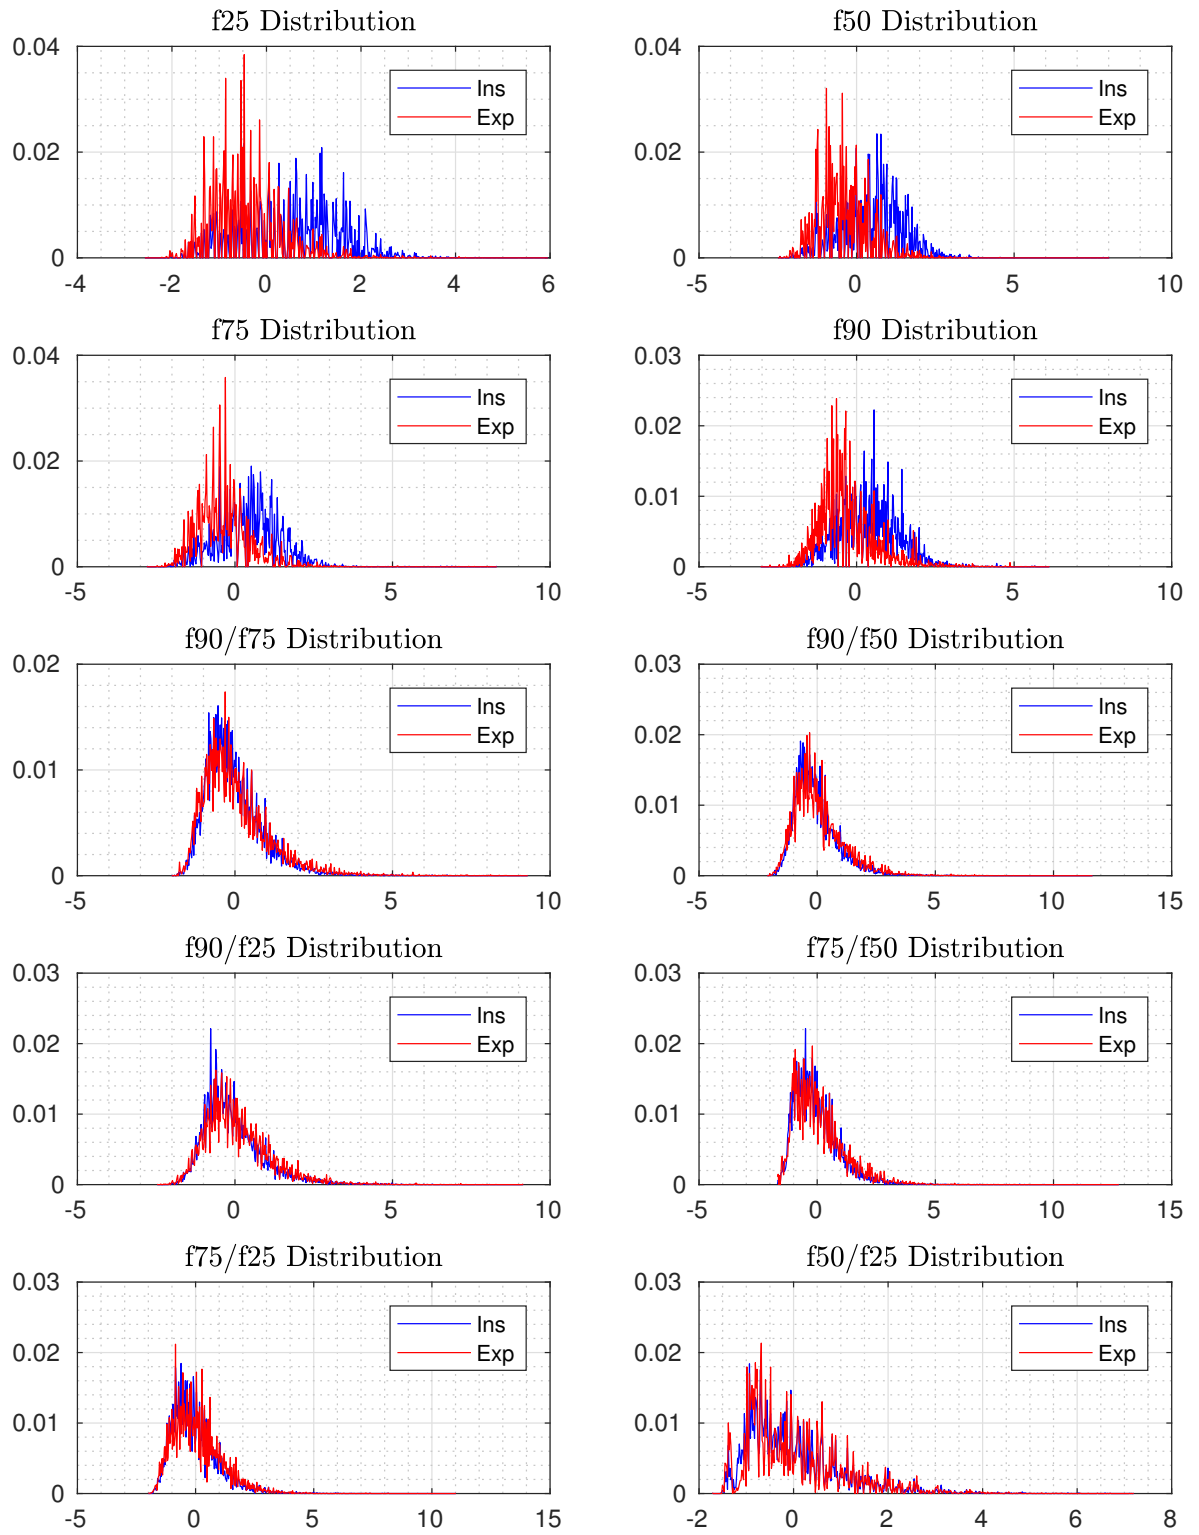 f25 Distribution
0.04
0.02
0
-4 -2 0 2 4 6
Ins
Exp
f50 Distribution
0.04
0.02
0
-5 0 5 10
Ins
Exp
f75 Distribution
0.04
0.02
0
-5 0 5 10
Ins
Exp
f90 Distribution
0.03
0.02
0.01
0
-5 0 5 10
Ins
Exp
f90/f75 Distribution
0.02
0.01
0
-5 0 5 10
Ins
Exp
f90/f50 Distribution
0.03
0.02
0.01
0
-5 0 5 10 15
Ins
Exp
f90/f25 Distribution
0.03
0.02
0.01
0
-5 0 5 10
Ins
Exp
f75/f50 Distribution
0.03
0.02
0.01
0
-5 0 5 10 15
Ins
Exp
f75/f25 Distribution
0.03
0.02
0.01
0
-5 0 5 10 15
Ins
Exp
f50/f25 Distribution
0.03
0.02
0.01
0
-2 0 2 4 6 8
Ins
Exp